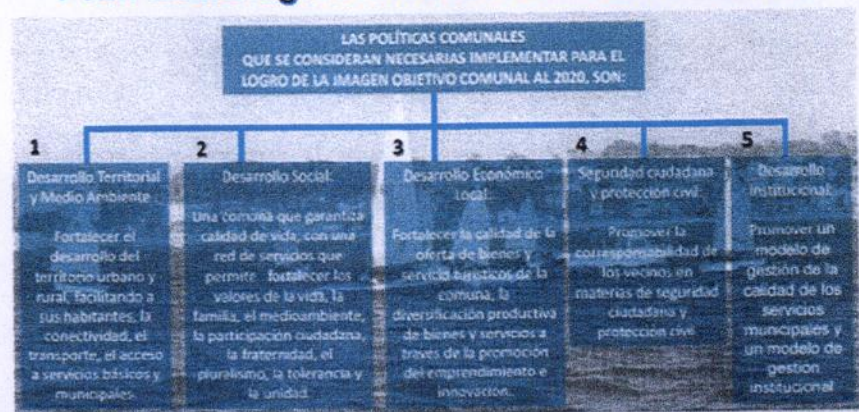 LAS POLÍTICAS COMUNALES
QUE SE CONSIDERAN NECESARIAS IMPLEMENTAR PARA EL
LOGRO DE LA IMAGEN OBJETIVO COMUNAL AL 2020, SON:
1
Desarrollo Territorial
y Medio Ambiente :
Fortalecer el
desarrollo del
territorio urbano y
rural, facilitando a
sus habitantes, la
conectividad, el
transporte, el acceso
a servicios básicos y
municipales.
2
Desarrollo Social:
Una comuna que garantiza
calidad de vida, con una
red de servicios que
permite fortalecer los
valores de la vida, la
familia, el medioambiente,
la participación ciudadana,
la fraternidad, el
pluralismo, la tolerancia y
la unidad.
3
Desarrollo Económico
Local:
Fortalecer la calidad de la
oferta de bienes y
servicio turísticos de la
comuna, la
diversificación productiva
de bienes y servicios a
través de la promoción
del emprendimiento e
innovación.
4
Seguridad ciudadana
y protección civil:
Promover la
corresponsabilidad de
los vecinos en
materias de seguridad
ciudadana y
protección civil
5
Desarrollo
institucional:
Promover un
modelo de
gestión de la
calidad de los
servicios
municipales y
un modelo de
gestión
institucional